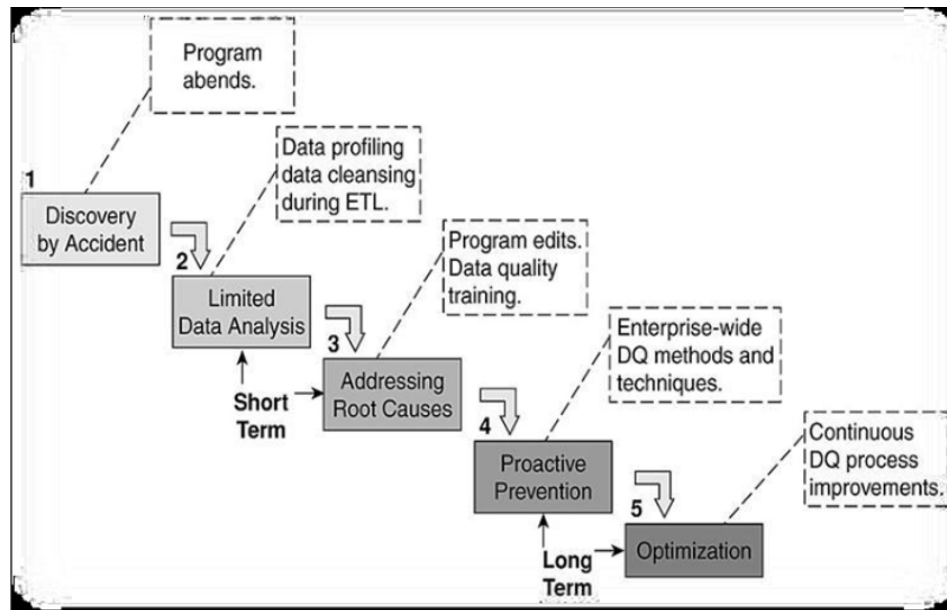 Program
abends.
1
Discovery
by Accident
Data profiling
data cleansing
during ETL.
2
Limited
Data Analysis
Program edits.
Data quality
training.
3
Addressing
Root Causes
Short
Term
Enterprise-wide
DQ methods and
techniques.
4
Proactive
Prevention
Continuous
DQ process
improvements.
5
Optimization
Long
Term